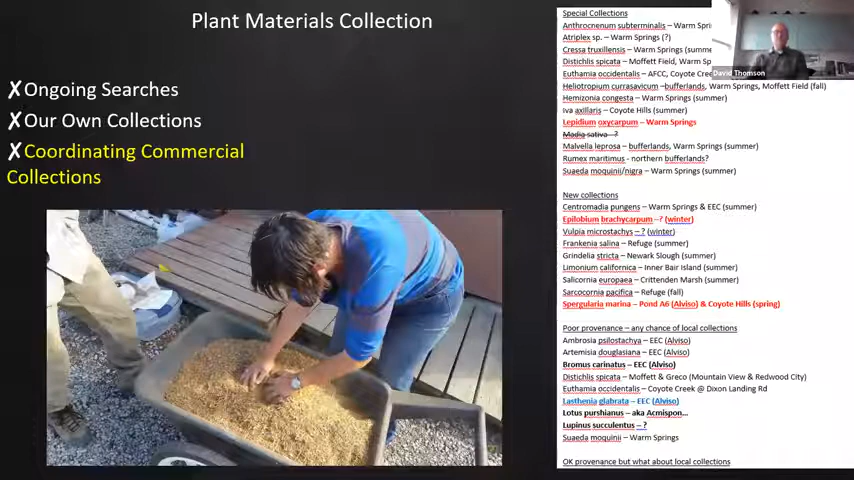 Plant Materials Collection
✗Ongoing Searches
✗Our Own Collections
✗Coordinating Commercial
Collections
Special Collections
Anthrocnenum subterminalis – Warm Spri
Atriplex sp. – Warm Springs (?)
Cressa truxillensis – Warm Springs (summe
Distichlis spicata – Moffett Field, Warm Sp
Euthamia occidentalis – AFCC, Coyote Cree
Heliotropium currasavicum –bufferlands, Warm Springs, Moffett Field (fall)
Hemizonia congesta – Warm Springs (summer)
Iva axillaris – Coyote Hills (summer)
Lepidium oxycarpum – Warm Springs
Madia sativa - ?
Malvella leprosa – bufferlands, Warm Springs (summer)
Rumex maritimus - northern bufferlands?
Suaeda moquinii/nigra – Warm Springs (summer)
David Thomson
New collections
Centromadia pungens – Warm Springs & EEC (summer)
Epilobium brachycarpum –? (winter)
Vulpia microstachys – ? (winter)
Frankenia salina – Refuge (summer)
Grindelia stricta – Newark Slough (summer)
Limonium californica – Inner Bair Island (summer)
Salicornia europaea – Crittenden Marsh (summer)
Sarcocornia pacifica – Refuge (fall)
Spergularia marina – Pond A6 (Alviso) & Coyote Hills (spring)
Poor provenance – any chance of local collections
Ambrosia psilostachya – EEC (Alviso)
Artemisia douglasiana – EEC (Alviso)
Bromus carinatus – EEC (Alviso)
Distichlis spicata – Moffett & Greco (Mountain View & Redwood City)
Euthamia occidentalis – Coyote Creek @ Dixon Landing Rd
Lasthenia glabrata – EEC (Alviso)
Lotus purshianus – aka Acmispon...
Lupinus succulentus – ?
Suaeda moquinii – Warm Springs
OK provenance but what about local collections